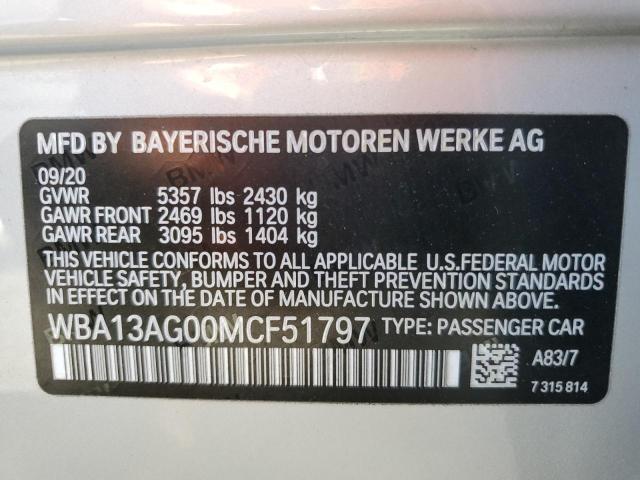 MFD BY BAYERISCHE MOTOREN WERKE AG
09/20
GVWR 5357 lbs 2430 kg
GAWR FRONT 2469 lbs 1120 kg
GAWR REAR 3095 lbs 1404 kg
THIS VEHICLE CONFORMS TO ALL APPLICABLE U.S.FEDERAL MOTOR
VEHICLE SAFETY, BUMPER AND THEFT PREVENTION STANDARDS
IN EFFECT ON THE DATE OF MANUFACTURE SHOWN ABOVE.
WBA13AG00MCF51797 TYPE: PASSENGER CAR
A83/7
7 315 814